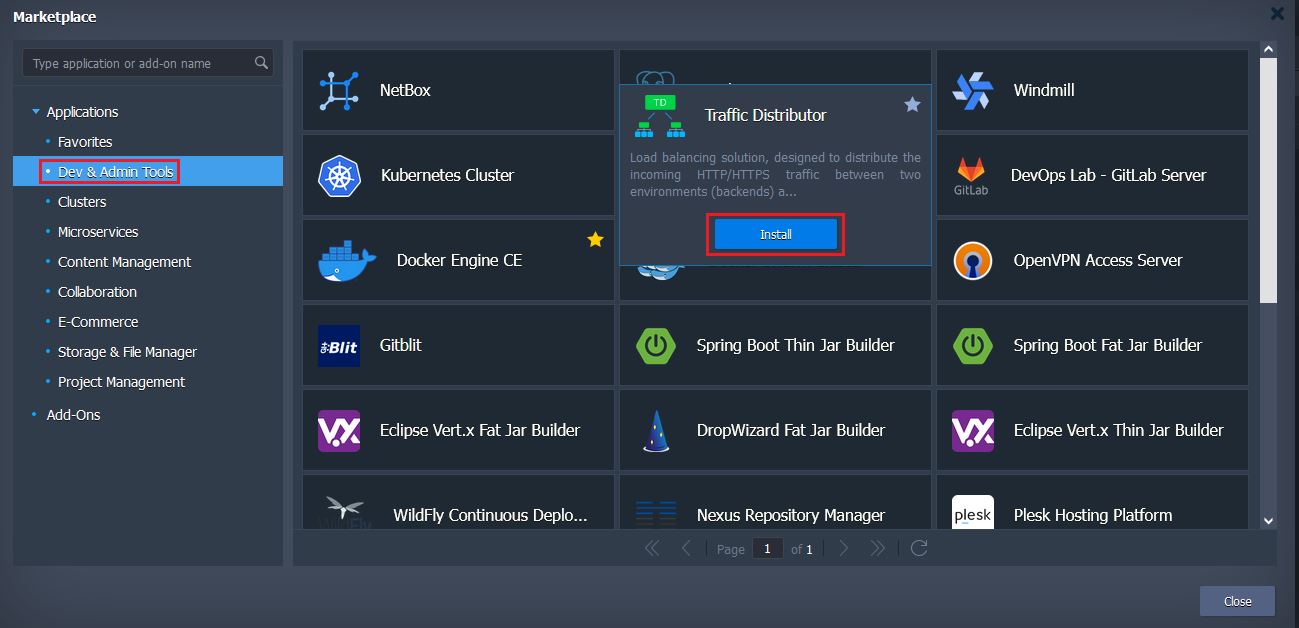 Marketplace
Type application or add-on name
Applications
Favorites
Dev & Admin Tools
Clusters
Microservices
Content Management
Collaboration
E-Commerce
Storage & File Manager
Project Management
Add-Ons
NetBox
Windmill
TD
Traffic Distributor
Load balancing solution, designed to distribute the
incoming HTTP/HTTPS traffic between two
environments (backends) a...
Install
Kubernetes Cluster
GitLab
DevOps Lab - GitLab Server
Docker Engine CE
OpenVPN Access Server
Blit
Gitblit
Spring Boot Thin Jar Builder
Spring Boot Fat Jar Builder
VX
Eclipse Vert.x Fat Jar Builder
DropWizard Fat Jar Builder
VX
Eclipse Vert.x Thin Jar Builder
WildFly
WildFly Continuous Deplo...
Nexus Repository Manager
plesk
Plesk Hosting Platform
Page 1 of 1
Close